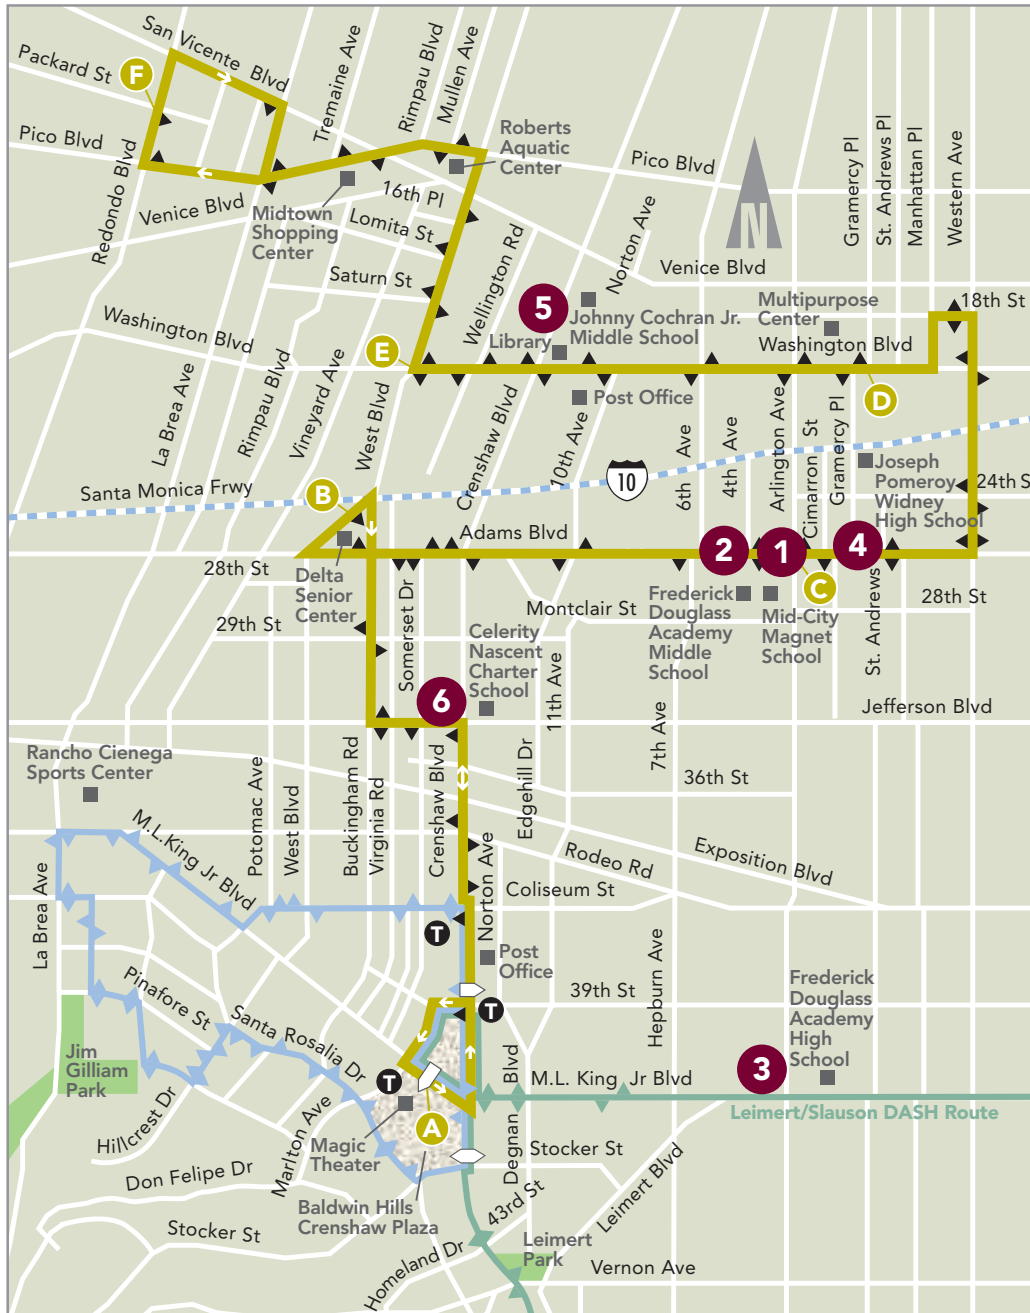 San Vicente Blvd
Packard St
F
Pico Blvd
Redondo Blvd
Venice Blvd
Tremaine Ave
Rimpau Blvd
Mullen Ave
Roberts
Aquatic
Center
Pico Blvd
16th Pl
Midtown
Shopping
Center
Lomita St
Saturn St
Wellington Rd
Norton Ave
N
Gramercy Pl
St. Andrews Pl
Manhattan Pl
Western Ave
Venice Blvd
18th St
5
Johnny Cochran Jr.
Middle School
Library
Multipurpose
Center
Washington Blvd
Washington Blvd
E
D
Post Office
La Brea Ave
Rimpau Blvd
Vineyard Ave
West Blvd
Crenshaw Blvd
10th Ave
6th Ave
4th Ave
Arlington Ave
Cimarron St
Gramercy Pl
10
Joseph
Pomeroy
Widney
High School
24th S
Santa Monica Frwy
B
Adams Blvd
2
1
4
C
28th St
Delta
Senior
Center
29th St
Somerset Dr
Montclair St
Frederick
Douglass
Academy
Middle
School
Mid-City
Magnet
School
St. Andrews
28th St
Celerity
Nascent
Charter
School
6
11th Ave
7th Ave
Jefferson Blvd
Rancho Cienega
Sports Center
Potomac Ave
West Blvd
Buckingham Rd
Virginia Rd
Crenshaw Blvd
Edgehill Dr
36th St
M.L.King Jr Blvd
Rodeo Rd
Exposition Blvd
Norton Ave
Coliseum St
La Brea Ave
T
Post
Office
Hepburn Ave
Frederick
Douglass
Academy
High
School
39th St
T
Pinafore St
Santa Rosalia Dr
Jim
Gilliam
Park
T
3
M.L. King Jr Blvd
Leimert/Slauson DASH Route
Hillcrest Dr
Marlton Ave
Magic
Theater
A
Degnan Blvd
Stocker St
Don Felipe Dr
Baldwin Hills
Crenshaw Plaza
43rd St
Leimert Blvd
Stocker St
Homeland Dr
Leimert
Park
Vernon Ave